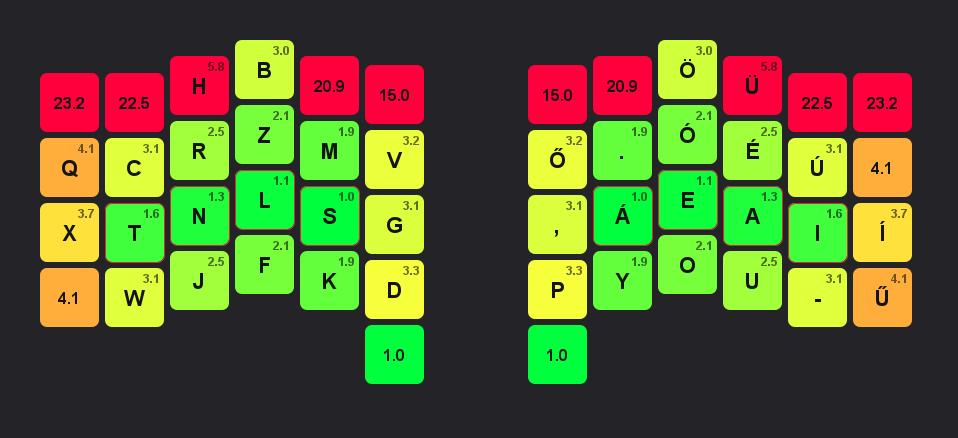 23.2 22.5 5.8 H 3.0 B 20.9 15.0 15.0 20.9 3.0 Ö 5.8 Ü 22.5 23.2
4.1 Q 3.1 C 2.5 R 2.1 Z 1.9 M 3.2 V 3.2 Ő 1.9 . 2.1 Ó 2.5 É 3.1 Ú 4.1
3.7 X 1.6 T 1.3 N 1.1 L 1.0 S 3.1 G 3.1 , 1.0 Á 1.1 E 1.3 A 1.6 I 3.7 Í
4.1 3.1 W 2.5 J 2.1 F 1.9 K 3.3 D 3.3 P 1.9 Y 2.1 O 2.5 U 3.1 - 4.1 Ű
1.0 1.0